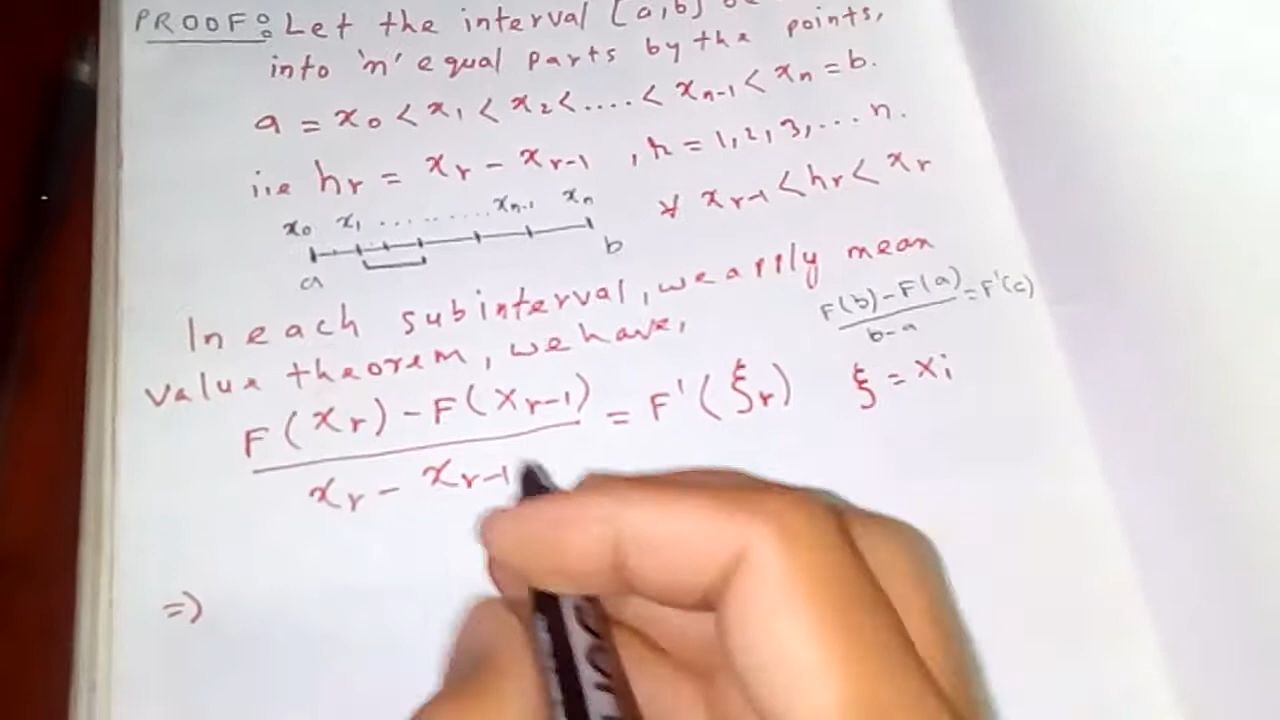 PROOF: Let the interval [a,b]
into 'n' equal parts by the points,
a = x₀ < x₁ < x₂ < .... < xₙ₋₁ < xₙ = b.
i.e hᵣ = xᵣ - xᵣ₋₁ , r = 1, 2, 3, ... n.
∀ xᵣ₋₁ < hᵣ < xᵣ
x₀ x₁ ......... xₙ₋₁ xₙ
a b
In each subinterval, we apply mean
value theorem, we have,
F(b) - F(a) / b - a = F'(c)
F(xᵣ) - F(xᵣ₋₁) / xᵣ - xᵣ₋₁ = F'(ξᵣ) ξ = xᵢ
⇒